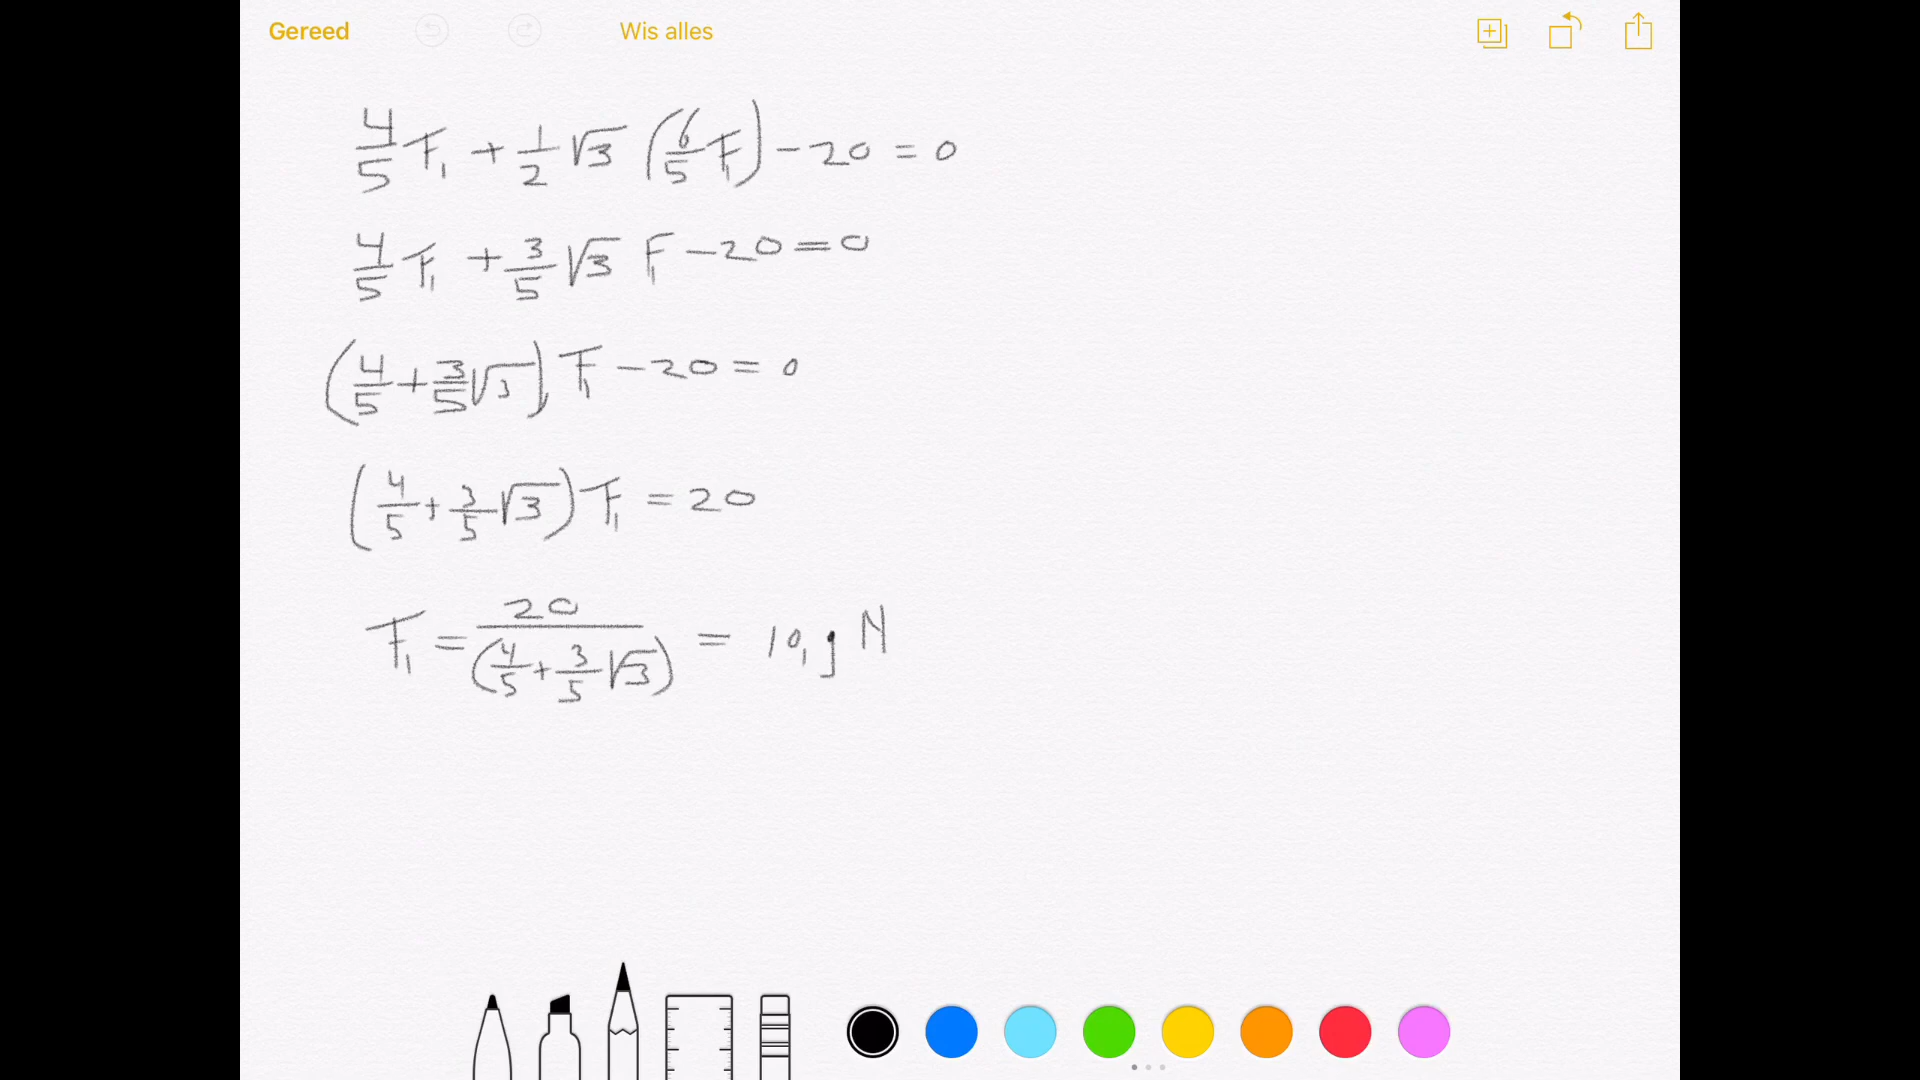 Gereed Wis alles
4/5 F₁ + 1/2 √3 (6/5 F₁) - 20 = 0
4/5 F₁ + 3/5 √3 F₁ - 20 = 0
(4/5 + 3/5 √3) F₁ - 20 = 0
(4/5 + 3/5 √3) F₁ = 20
F₁ = 20 / (4/5 + 3/5 √3) = 10, N